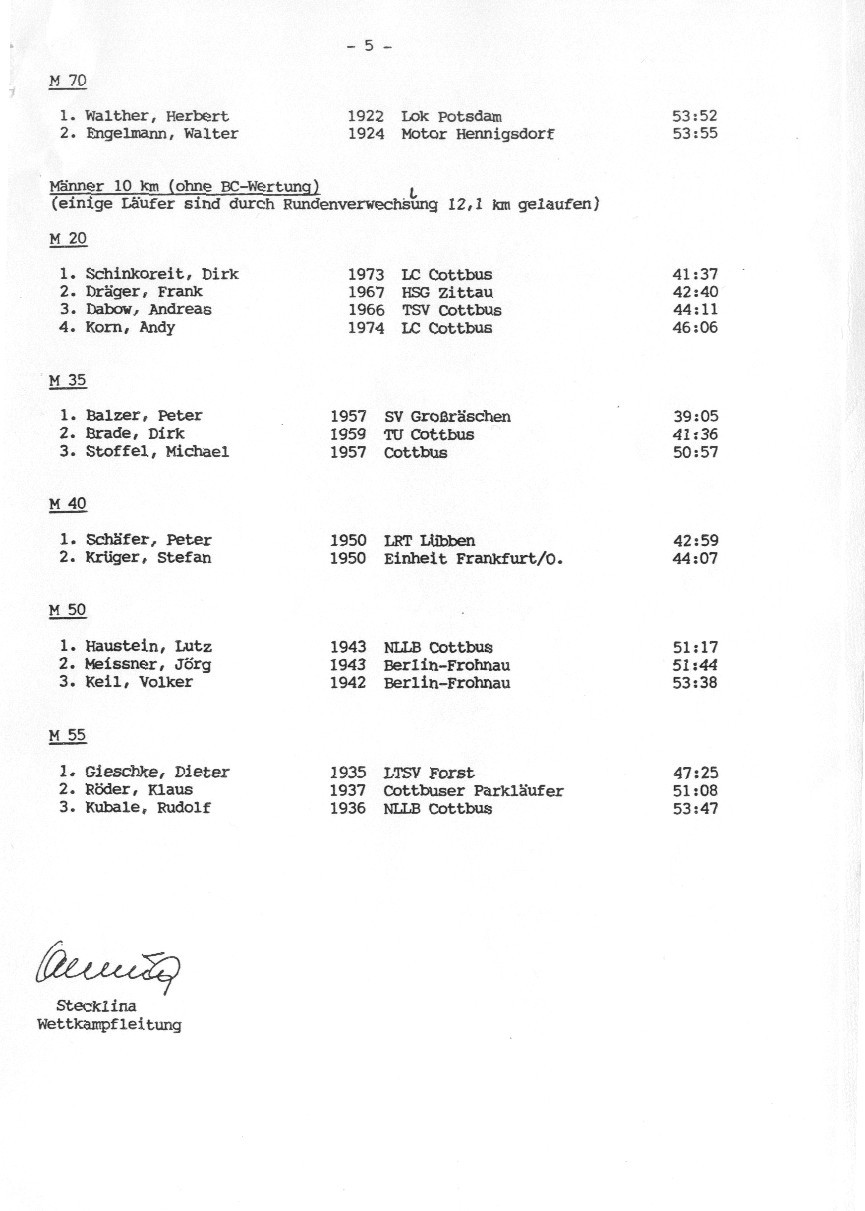 - 5 -
M 70
1. Walther, Herbert 1922 Lok Potsdam 53:52
2. Engelmann, Walter 1924 Motor Hennigsdorf 53:55
Männer 10 km (ohne BC-Wertung)
(einige Läufer sind durch Rundenverwechslung 12,1 km gelaufen)
M 20
1. Schinkoreit, Dirk 1973 LC Cottbus 41:37
2. Dräger, Frank 1967 HSG Zittau 42:40
3. Dabow, Andreas 1966 TSV Cottbus 44:11
4. Korn, Andy 1974 LC Cottbus 46:06
M 35
1. Balzer, Peter 1957 SV Großräschen 39:05
2. Brade, Dirk 1959 TU Cottbus 41:36
3. Stoffel, Michael 1957 Cottbus 50:57
M 40
1. Schäfer, Peter 1950 LRT Lübben 42:59
2. Krüger, Stefan 1950 Einheit Frankfurt/O. 44:07
M 50
1. Haustein, Lutz 1943 NLLB Cottbus 51:17
2. Meissner, Jörg 1943 Berlin-Frohnau 51:44
3. Keil, Volker 1942 Berlin-Frohnau 53:38
M 55
1. Gieschke, Dieter 1935 LTSV Forst 47:25
2. Röder, Klaus 1937 Cottbuser Parkläufer 51:08
3. Kubale, Rudolf 1936 NLLB Cottbus 53:47
Stecklina
Wettkampfleitung